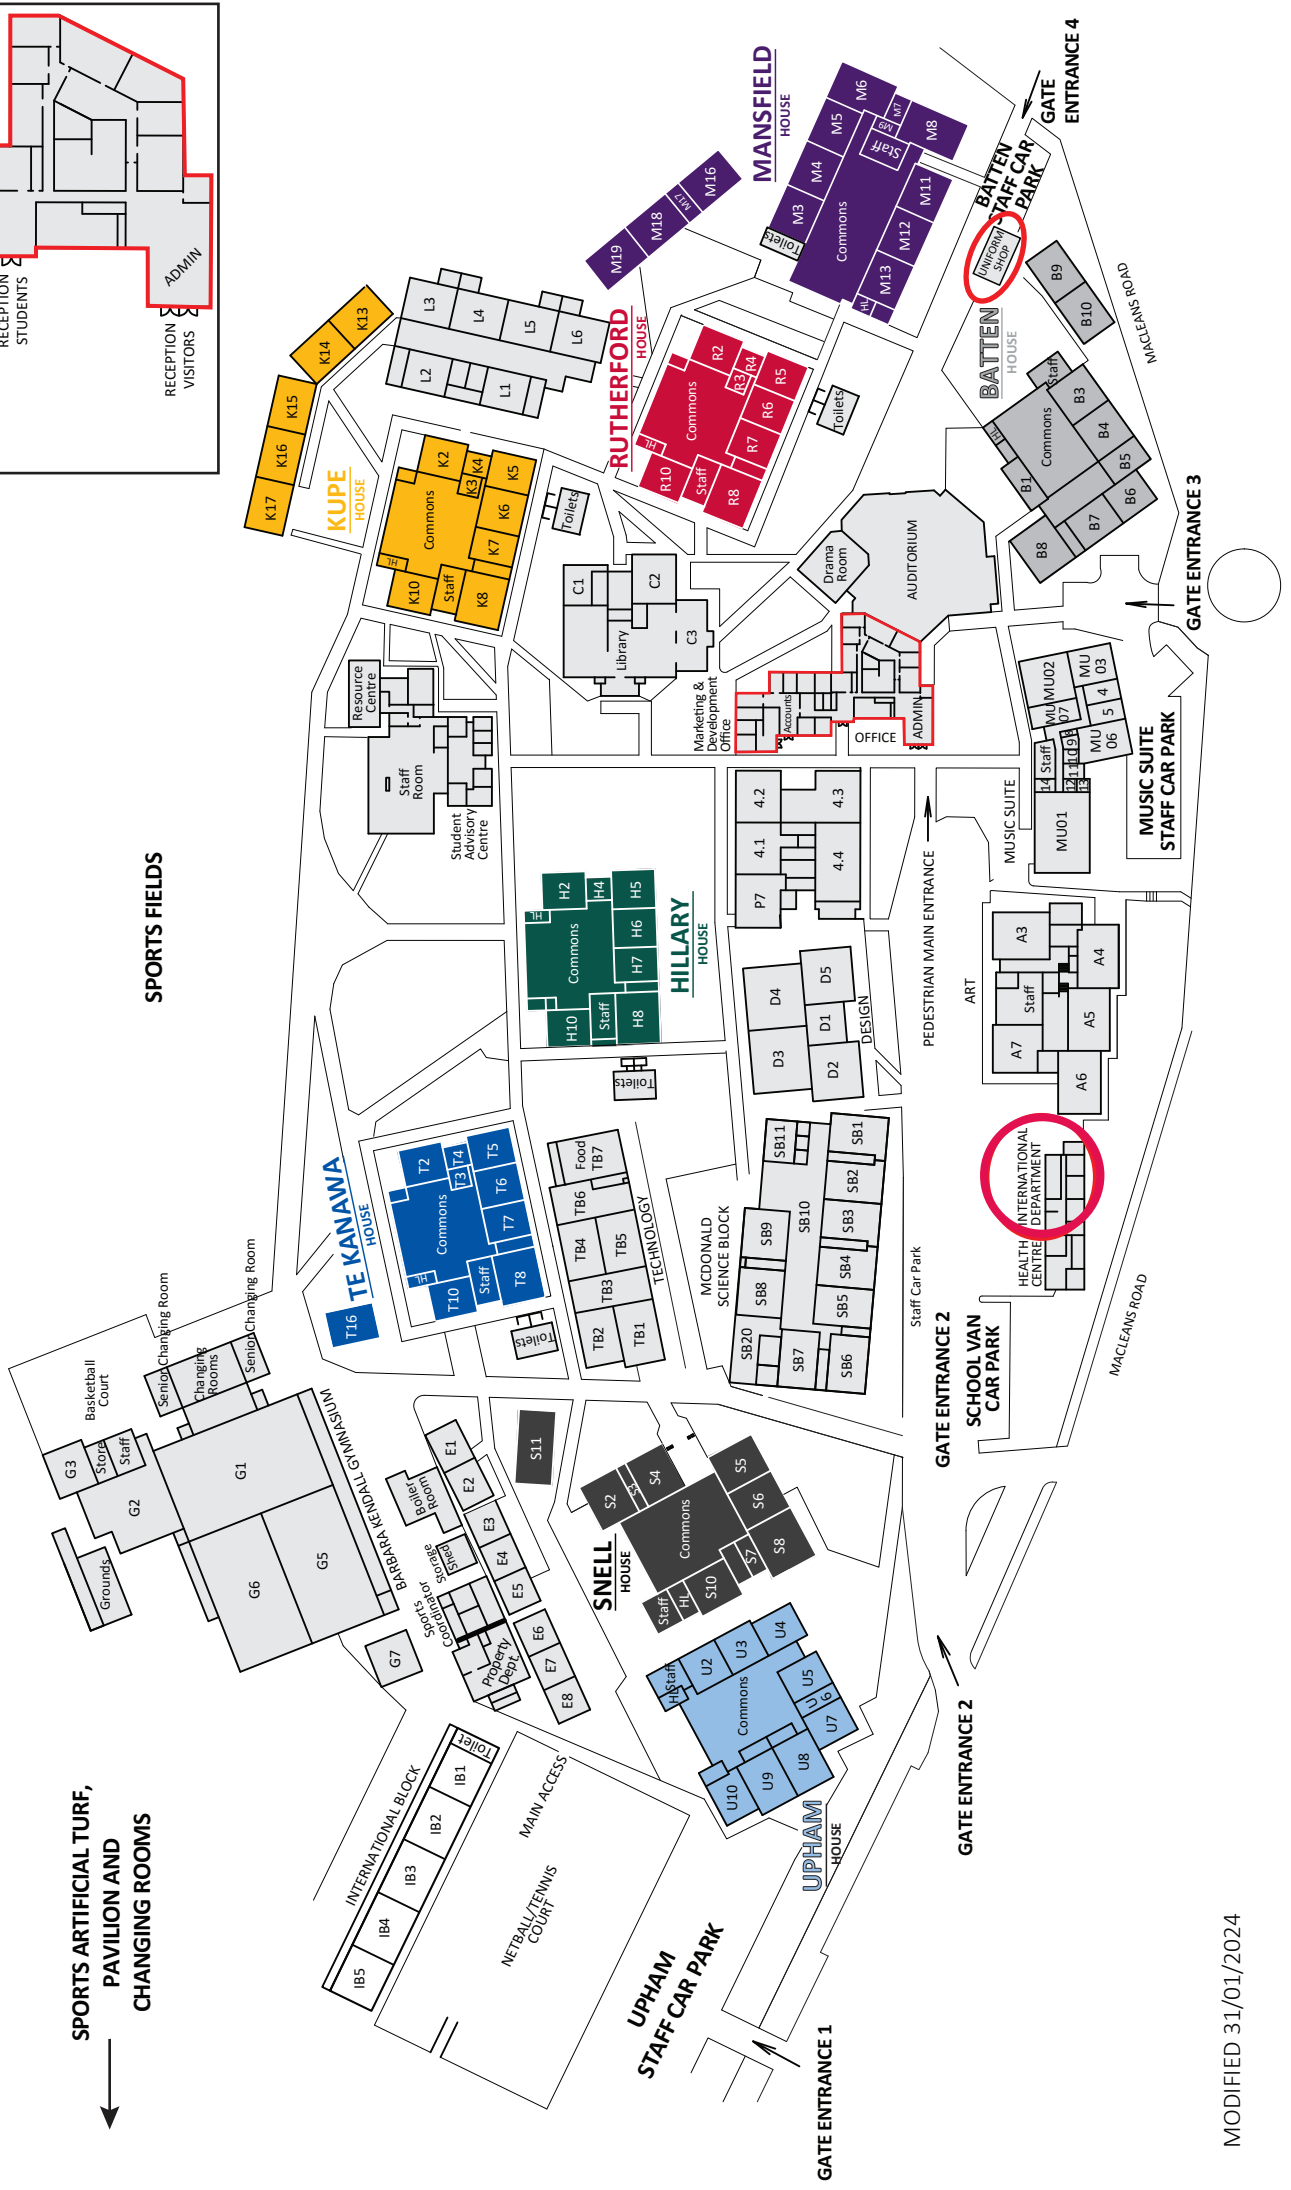 SPORTS ARTIFICIAL TURF,
PAVILION AND
CHANGING ROOMS
SPORTS FIELDS
RECEPTION
STUDENTS
RECEPTION
VISITORS
ADMIN
Grounds
G3
Store
Staff
G2
G1
G6
G5
G7
Basketball
Court
Senior Changing Room
Changing
Rooms
Senior Changing Room
BARBARA KENDALL GYMNASIUM
Boiler
Room
Storage
Shed
Sports
Coordinator
Property
Dept.
E1
E2
E3
E4
E5
E6
E7
E8
INTERNATIONAL BLOCK
IB5
IB4
IB3
IB2
IB1
Toilet
MAIN ACCESS
NETBALL/TENNIS
COURT
UPHAM
STAFF CAR PARK
GATE ENTRANCE 1
UPHAM
HOUSE
HL
Staff
U2
U3
U4
U5
U6
U7
U8
U9
U10
Commons
GATE ENTRANCE 2
SNELL
HOUSE
S11
S2
S3
S4
S5
S6
S7
S8
S10
HL
Staff
Commons
TE KANAWA
HOUSE
T16
T2
T3
T4
T5
T6
T7
T8
T10
HL
Staff
Commons
Toilets
TECHNOLOGY
Food
TB7
TB6
TB5
TB4
TB3
TB2
TB1
MCDONALD
SCIENCE BLOCK
SB11
SB1
SB2
SB10
SB3
SB9
SB4
SB8
SB5
SB20
SB7
SB6
Staff Car Park
GATE ENTRANCE 2
SCHOOL VAN
CAR PARK
MACLEANS ROAD
HEALTH
CENTRE
INTERNATIONAL
DEPARTMENT
HILLARY
HOUSE
H2
H4
H5
H6
H7
H8
H10
HL
Staff
Commons
Toilets
DESIGN
D4
D5
D3
D1
D2
P7
4.1
4.2
4.3
4.4
PEDESTRIAN MAIN ENTRANCE
ART
A3
A4
Staff
A5
A7
A6
MUSIC SUITE
MU01
14
Staff
12
11
10
9
8
13
MU
07
MU02
MU
03
4
5
MU
06
MUSIC SUITE
STAFF CAR PARK
Student
Advisory
Centre
Staff
Room
Resource
Centre
Library
C1
C2
C3
Marketing &
Development
Office
Accounts
OFFICE
ADMIN
Drama
Room
AUDITORIUM
GATE ENTRANCE 3
KUPE
HOUSE
K13
K14
K15
K16
K17
K2
K3
K4
K5
K6
K7
K8
K10
HL
Staff
Commons
Toilets
L1
L2
L3
L4
L5
L6
RUTHERFORD
HOUSE
R2
R3
R4
R5
R6
R7
R8
R10
HL
Staff
Commons
Toilets
MANSFIELD
HOUSE
M19
M18
M17
M16
M3
M4
M5
M6
M7
M8
M9
Staff
M11
M12
M13
HL
Toilets
Commons
BATTEN
HOUSE
B1
HL
Staff
Commons
B3
B4
B5
B6
B7
B8
B9
B10
UNIFORM
SHOP
BATTEN
STAFF CAR
PARK
GATE
ENTRANCE 4
MACLEANS ROAD
MODIFIED 31/01/2024